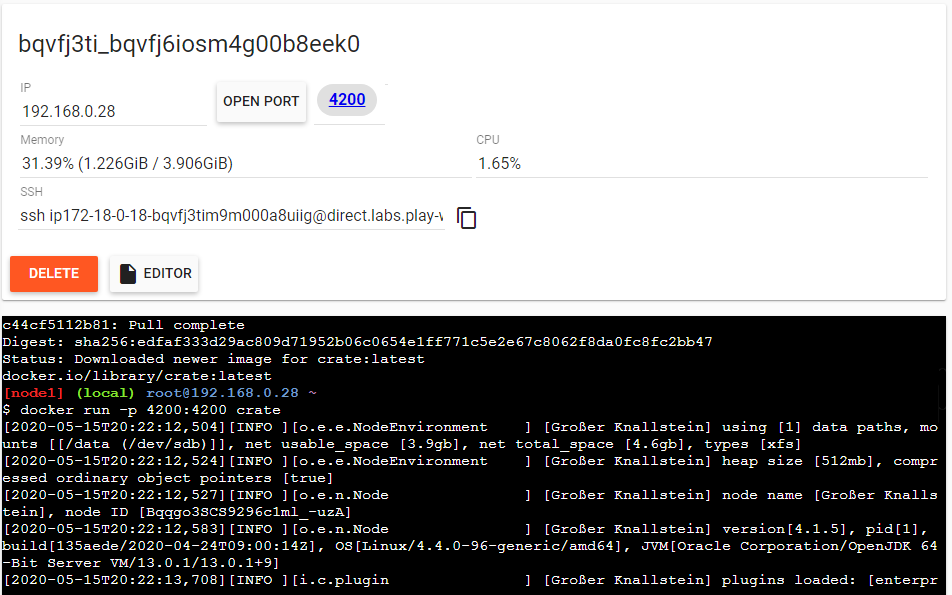 bqvfj3ti_bqvfj6iosm4g00b8eek0
IP
192.168.0.28
OPEN PORT
4200
Memory
31.39% (1.226GiB / 3.906GiB)
CPU
1.65%
SSH
ssh ip172-18-0-18-bqvfj3tim9m000a8uiig@direct.labs.play-v
DELETE
EDITOR
c44cf5112b81: Pull complete
Digest: sha256:edfaf333d29ac809d71952b06c0654e1ff771c5e2e67c8062f8da0fc8fc2bb47
Status: Downloaded newer image for crate:latest
docker.io/library/crate:latest
[node1] (local) root@192.168.0.28 ~
$ docker run -p 4200:4200 crate
[2020-05-15T20:22:12,504][INFO ][o.e.e.NodeEnvironment    ] [Großer Knallstein] using [1] data paths, mo
unts [[/data (/dev/sdb)]], net usable_space [3.9gb], net total_space [4.6gb], types [xfs]
[2020-05-15T20:22:12,524][INFO ][o.e.e.NodeEnvironment    ] [Großer Knallstein] heap size [512mb], compr
essed ordinary object pointers [true]
[2020-05-15T20:22:12,527][INFO ][o.e.n.Node               ] [Großer Knallstein] node name [Großer Knalls
tein], node ID [Bqqgo3SCS9296c1ml_-uzA]
[2020-05-15T20:22:12,583][INFO ][o.e.n.Node               ] [Großer Knallstein] version[4.1.5], pid[1],
build[135aede/2020-04-24T09:00:14Z], OS[Linux/4.4.0-96-generic/amd64], JVM[Oracle Corporation/OpenJDK 64
-Bit Server VM/13.0.1/13.0.1+9]
[2020-05-15T20:22:13,708][INFO ][i.c.plugin               ] [Großer Knallstein] plugins loaded: [enterpr